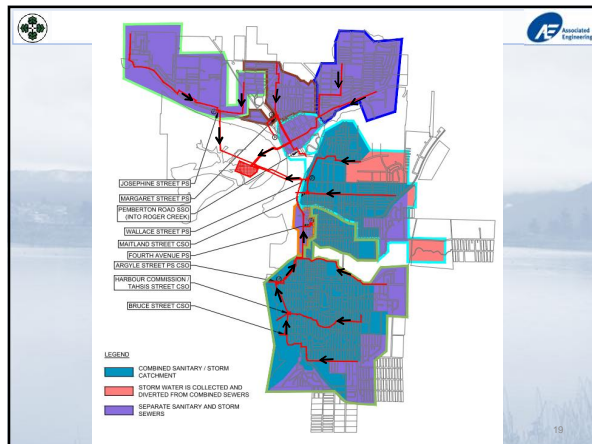 Associated
Engineering
JOSEPHINE STREET PS
MARGARET STREET PS
PEMBERTON ROAD SSO
(INTO ROGER CREEK)
WALLACE STREET PS
MAITLAND STREET CSO
FOURTH AVENUE PS
ARGYLE STREET PS CSO
HARBOUR COMMISSION /
TAHSIS STREET CSO
BRUCE STREET CSO
LEGEND
COMBINED SANITARY / STORM
CATCHMENT
STORM WATER IS COLLECTED AND
DIVERTED FROM COMBINED SEWERS
SEPARATE SANITARY AND STORM
SEWERS
19